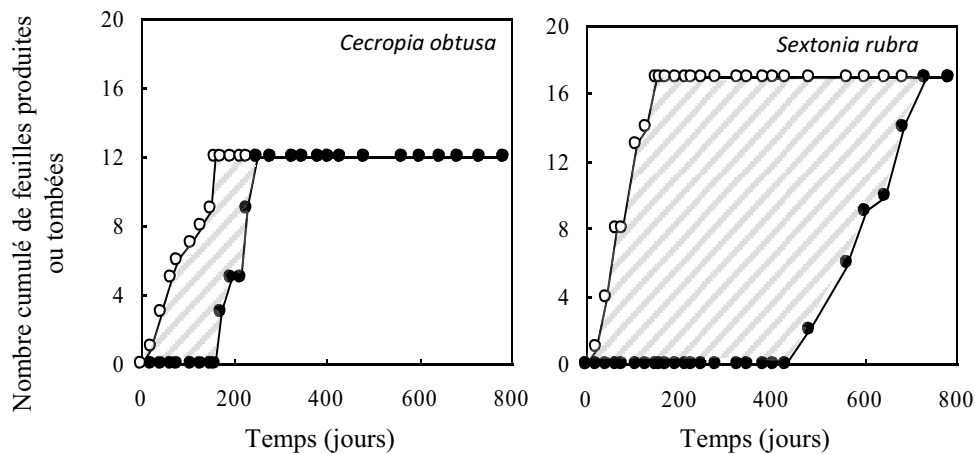 Nombre cumulé de feuilles produites
ou tombées
20
16
12
8
4
0
Cecropia obtusa
0 200 400 600 800
Temps (jours)
20
16
12
8
4
0
Sextonia rubra
0 200 400 600 800
Temps (jours)